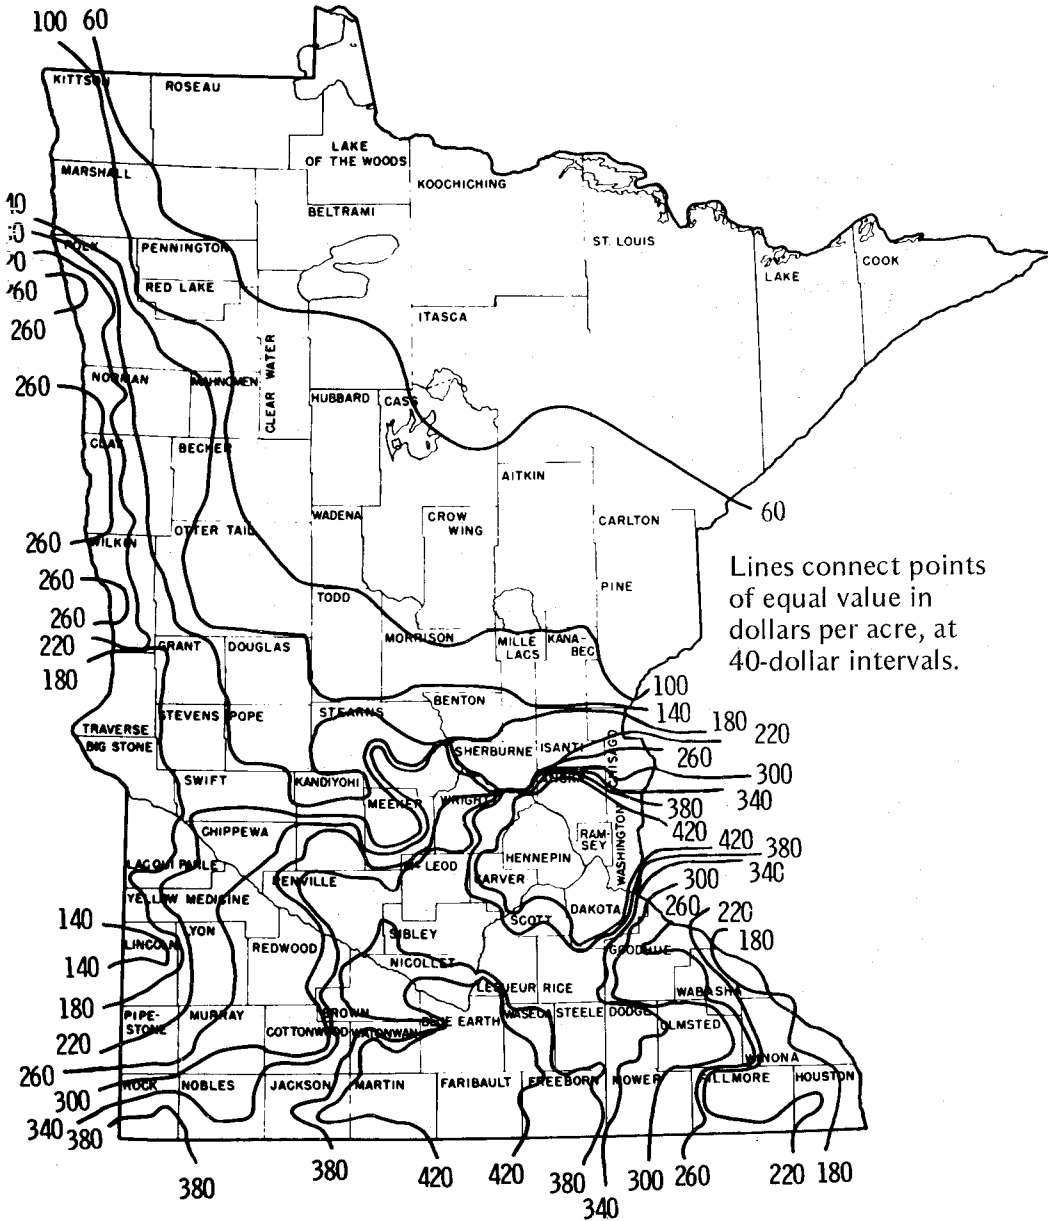 100 60
KITTSON
ROSEAU
LAKE
OF THE WOODS
MARSHALL
KOOCHICHING
BELTRAMI
ST. LOUIS
POLK
PENNINGTON
LAKE
COOK
RED LAKE
260
ITASCA
CLEAR WATER
NORMAN
MAHNOMEN
260
HUBBARD
CASS
CLAY
BECKER
AITKIN
WADENA
CROW
WING
CARLTON
60
OTTER TAIL
260
WILKIN
260
260
TODD
PINE
Lines connect points
of equal value in
dollars per acre, at
40-dollar intervals.
220
GRANT
DOUGLAS
MORRISON
MILLE
LACS
KANA-
BEC
180
100
BENTON
140
STEVENS
POPE
STEARNS
180
220
TRAVERSE
BIG STONE
SHERBURNE
ISANTI
CHISAGO
260
SWIFT
KANDIYOHI
ANOKA
300
MEEKER
WRIGHT
340
380
CHIPPEWA
RAM-
SEY
WASHINGTON
420
420
LAC QUI PARLE
MC LEOD
HENNEPIN
380
340
RENVILLE
CARVER
300
YELLOW MEDICINE
DAKOTA
260
140
SCOTT
220
LYON
SIBLEY
180
LINCOLN
REDWOOD
GOODHUE
140
NICOLLET
LE SUEUR
RICE
WABASHA
180
PIPE-
STONE
MURRAY
BROWN
BLUE EARTH
WASECA
STEELE
DODGE
OLMSTED
220
COTTONWOOD
WATONWAN
WINONA
260
ROCK
NOBLES
JACKSON
MARTIN
FARIBAULT
FREEBORN
MOWER
FILLMORE
HOUSTON
300
340
380
380
380
420
420
380
340
300
260
220
180